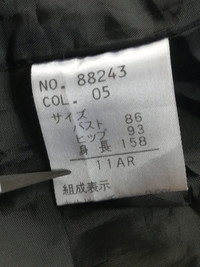 NO. 88243
COL. 05
サイズ
バスト 86
ヒップ 93
身長 158
11AR
組成表示